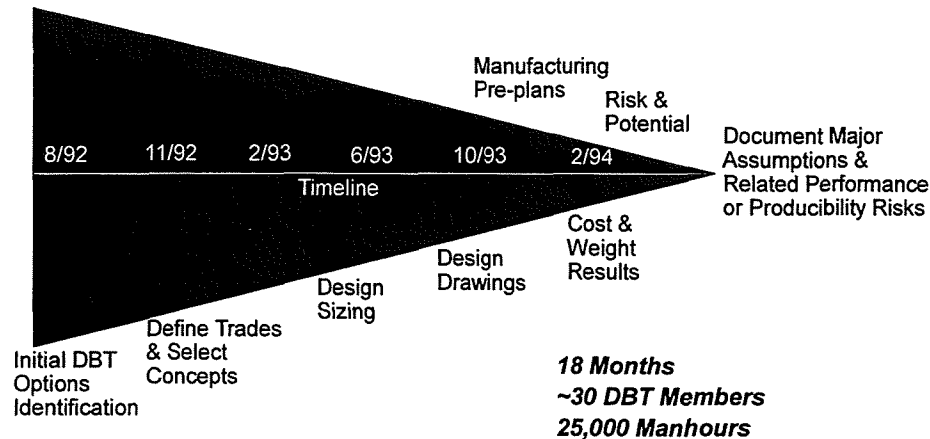 Manufacturing
Pre-plans
Risk &
Potential
8/92 11/92 2/93 6/93 10/93 2/94
Timeline
Document Major
Assumptions &
Related Performance
or Producibility Risks
Cost &
Weight
Results
Design
Drawings
Design
Sizing
Define Trades
& Select
Concepts
Initial DBT
Options
Identification
18 Months
~30 DBT Members
25,000 Manhours